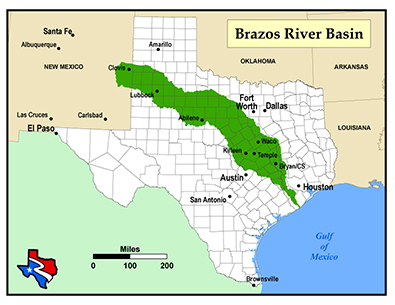 Brazos River Basin
Santa Fe
Albuquerque
Amarillo
NEW MEXICO
OKLAHOMA
ARKANSAS
Clovis
Lubbock
Fort
Worth
Dallas
Las Cruces
Carlsbad
Abilene
El Paso
LOUISIANA
Waco
Killeen
Temple
Bryan/CS
Austin
Houston
San Antonio
Gulf
of
Mexico
Miles
0 100 200
Brownsville